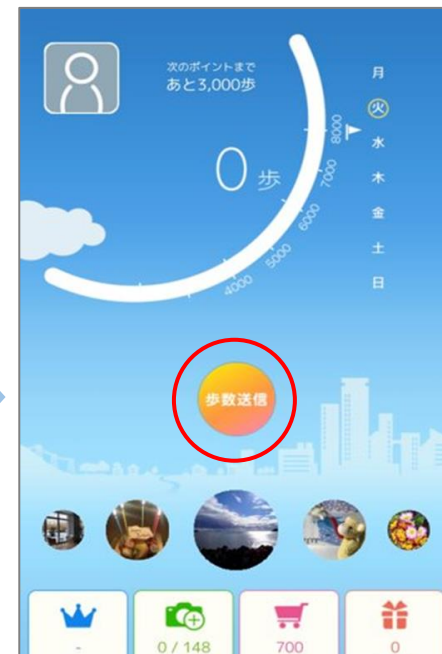 次のポイントまで
あと3,000歩
0 歩
月
火
水
木
金
土
日
8000
7000
6000
5000
4000
歩数送信
-
0 / 148
700
0